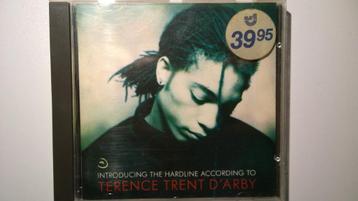 39.95
INTRODUCING THE HARDLINE ACCORDING TO
TERENCE TRENT D'ARBY